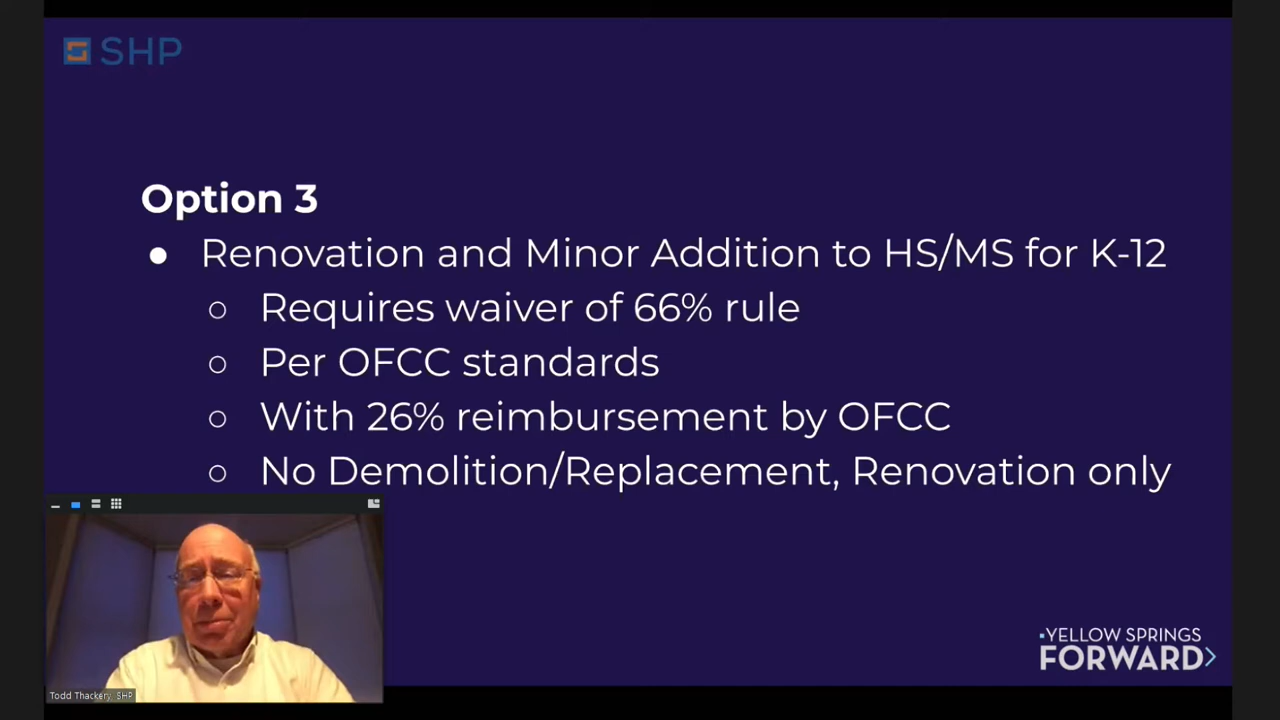 SHP
Option 3
● Renovation and Minor Addition to HS/MS for K-12
○ Requires waiver of 66% rule
○ Per OFCC standards
○ With 26% reimbursement by OFCC
○ No Demolition/Replacement, Renovation only
Todd Thackery, SHP
YELLOW SPRINGS
FORWARD